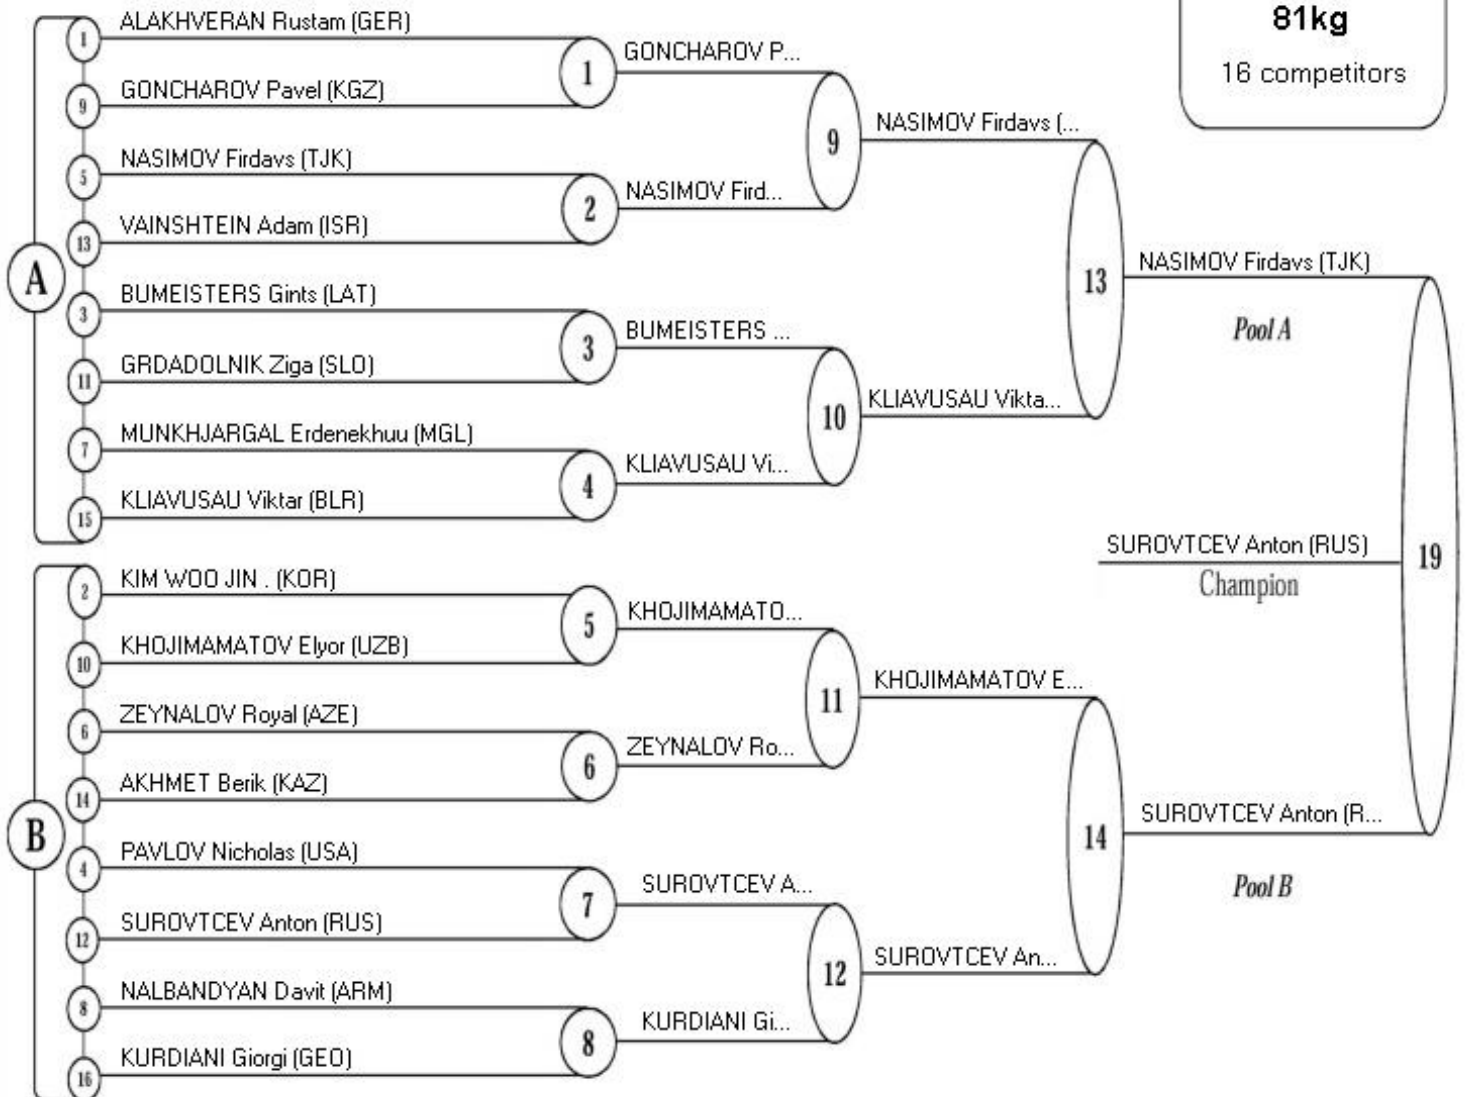 81kg
16 competitors
A
1
ALAKHVERAN Rustam (GER)
9
GONCHAROV Pavel (KGZ)
5
NASIMOV Firdavs (TJK)
13
VAINSHTEIN Adam (ISR)
3
BUMEISTERS Gints (LAT)
11
GRDADOLNIK Ziga (SLO)
7
MUNKHJARGAL Erdenekhuu (MGL)
15
KLIAVUSAU Viktar (BLR)
B
2
KIM WOO JIN . (KOR)
10
KHOJIMAMATOV Elyor (UZB)
6
ZEYNALOV Royal (AZE)
14
AKHMET Berik (KAZ)
4
PAVLOV Nicholas (USA)
12
SUROVTCEV Anton (RUS)
8
NALBANDYAN Davit (ARM)
16
KURDIANI Giorgi (GEO)
1
GONCHAROV P...
2
NASIMOV Fird...
3
BUMEISTERS ...
4
KLIAVUSAU Vi...
5
KHOJIMAMATO...
6
ZEYNALOV Ro...
7
SUROVTCEV A...
8
KURDIANI Gi...
9
NASIMOV Firdavs (...
10
KLIAVUSAU Vikta...
11
KHOJIMAMATOV E...
12
SUROVTCEV An...
13
NASIMOV Firdavs (TJK)
Pool A
14
SUROVTCEV Anton (R...
Pool B
19
SUROVTCEV Anton (RUS)
Champion